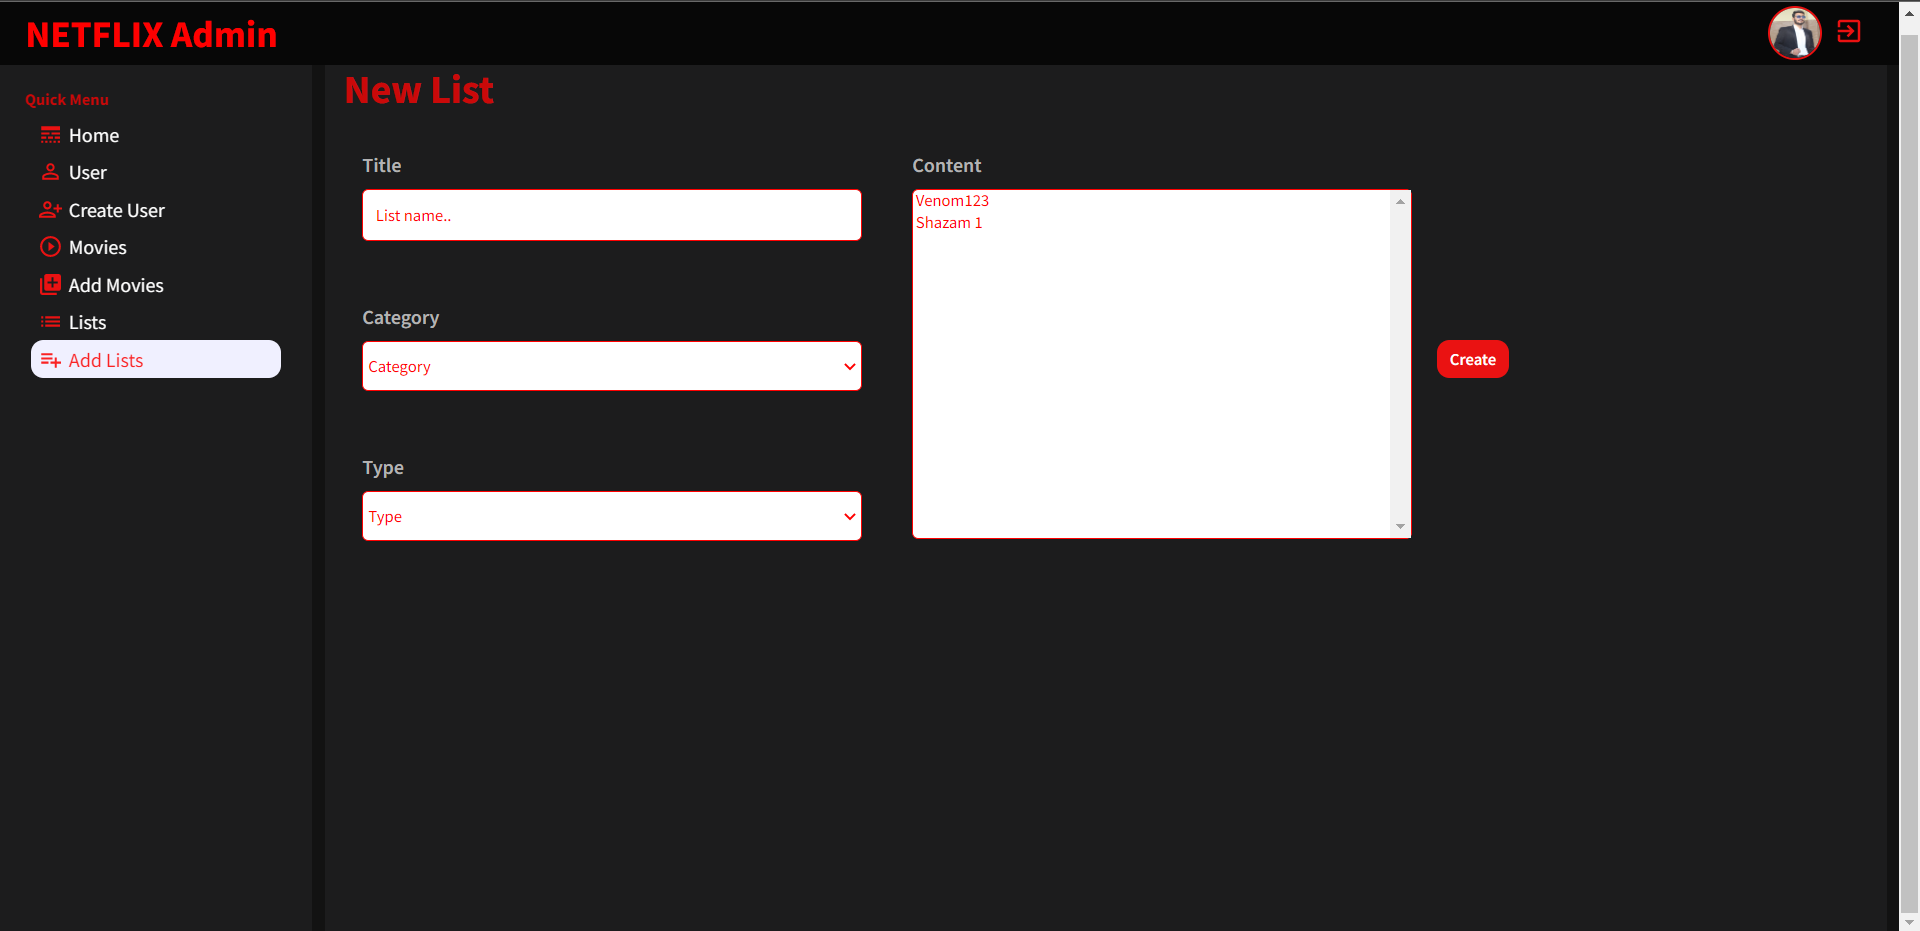 NETFLIX Admin
Quick Menu
Home
User
Create User
Movies
Add Movies
Lists
Add Lists
New List
Title
List name..
Category
Category
Type
Type
Content
Venom123
Shazam 1
Create